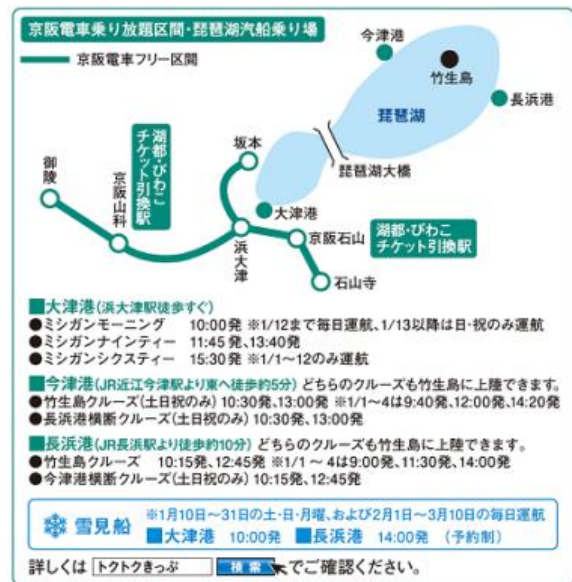 京阪電車乗り放題区間・琵琶湖汽船乗り場
京阪電車フリー区間
今津港
竹生島
長浜港
琵琶湖
琵琶湖大橋
湖都・びわこ
チケット引換駅
坂本
御陵
京阪山科
大津港
浜大津
京阪石山
湖都・びわこ
チケット引換駅
石山寺
■大津港(浜大津駅徒歩すぐ)
●ミシガンモーニング 10:00発 ※1/12まで毎日運航、1/13以降は日・祝のみ運航
●ミシガンナインティー 11:45発、13:40発
●ミシガンシクスティー 15:30発 ※1/1～12のみ運航
■今津港(JR近江今津駅より東へ徒歩約5分) どちらのクルーズも竹生島に上陸できます。
●竹生島クルーズ(土日祝のみ) 10:30発、13:00発 ※1/1～4は9:40発、12:00発、14:20発
●長浜港横断クルーズ(土日祝のみ) 10:30発、13:00発
■長浜港(JR長浜駅より徒歩約10分) どちらのクルーズも竹生島に上陸できます。
●竹生島クルーズ 10:15発、12:45発 ※1/1～4は9:00発、11:30発、14:00発
●今津港横断クルーズ(土日祝のみ) 10:15発、12:45発
雪見船
※1月10日～31日の土・日・月曜、および2月1日～3月10日の毎日運航
■大津港 10:00発 ■長浜港 14:00発 (予約制)
詳しくは トクトクきっぷ 検索 でご確認ください。